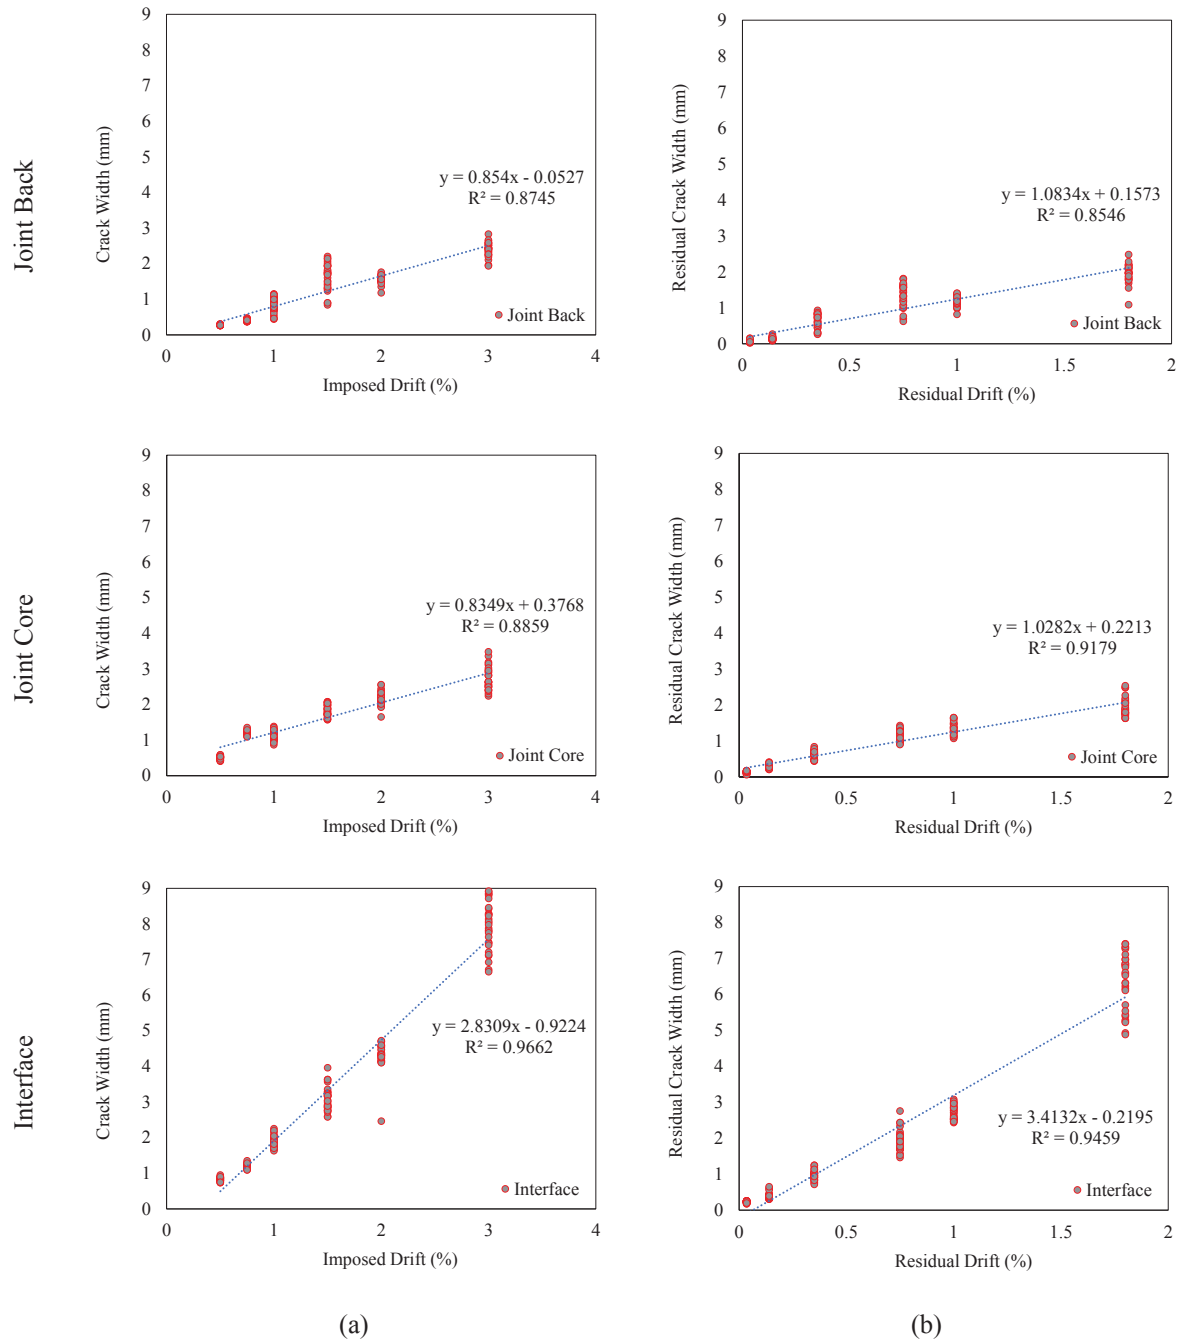 Joint Back
Crack Width (mm)
9
8
7
6
5
4
3
2
1
0
y = 0.854x - 0.0527
R² = 0.8745
Joint Back
0 1 2 3 4
Imposed Drift (%)
Residual Crack Width (mm)
9
8
7
6
5
4
3
2
1
0
y = 1.0834x + 0.1573
R² = 0.8546
Joint Back
0 0.5 1 1.5 2
Residual Drift (%)
Joint Core
Crack Width (mm)
9
8
7
6
5
4
3
2
1
0
y = 0.8349x + 0.3768
R² = 0.8859
Joint Core
0 1 2 3 4
Imposed Drift (%)
Residual Crack Width (mm)
9
8
7
6
5
4
3
2
1
0
y = 1.0282x + 0.2213
R² = 0.9179
Joint Core
0 0.5 1 1.5 2
Residual Drift (%)
Interface
Crack Width (mm)
9
8
7
6
5
4
3
2
1
0
y = 2.8309x - 0.9224
R² = 0.9662
Interface
0 1 2 3 4
Imposed Drift (%)
Residual Crack Width (mm)
9
8
7
6
5
4
3
2
1
0
y = 3.4132x - 0.2195
R² = 0.9459
Interface
0 0.5 1 1.5 2
Residual Drift (%)
(a)
(b)